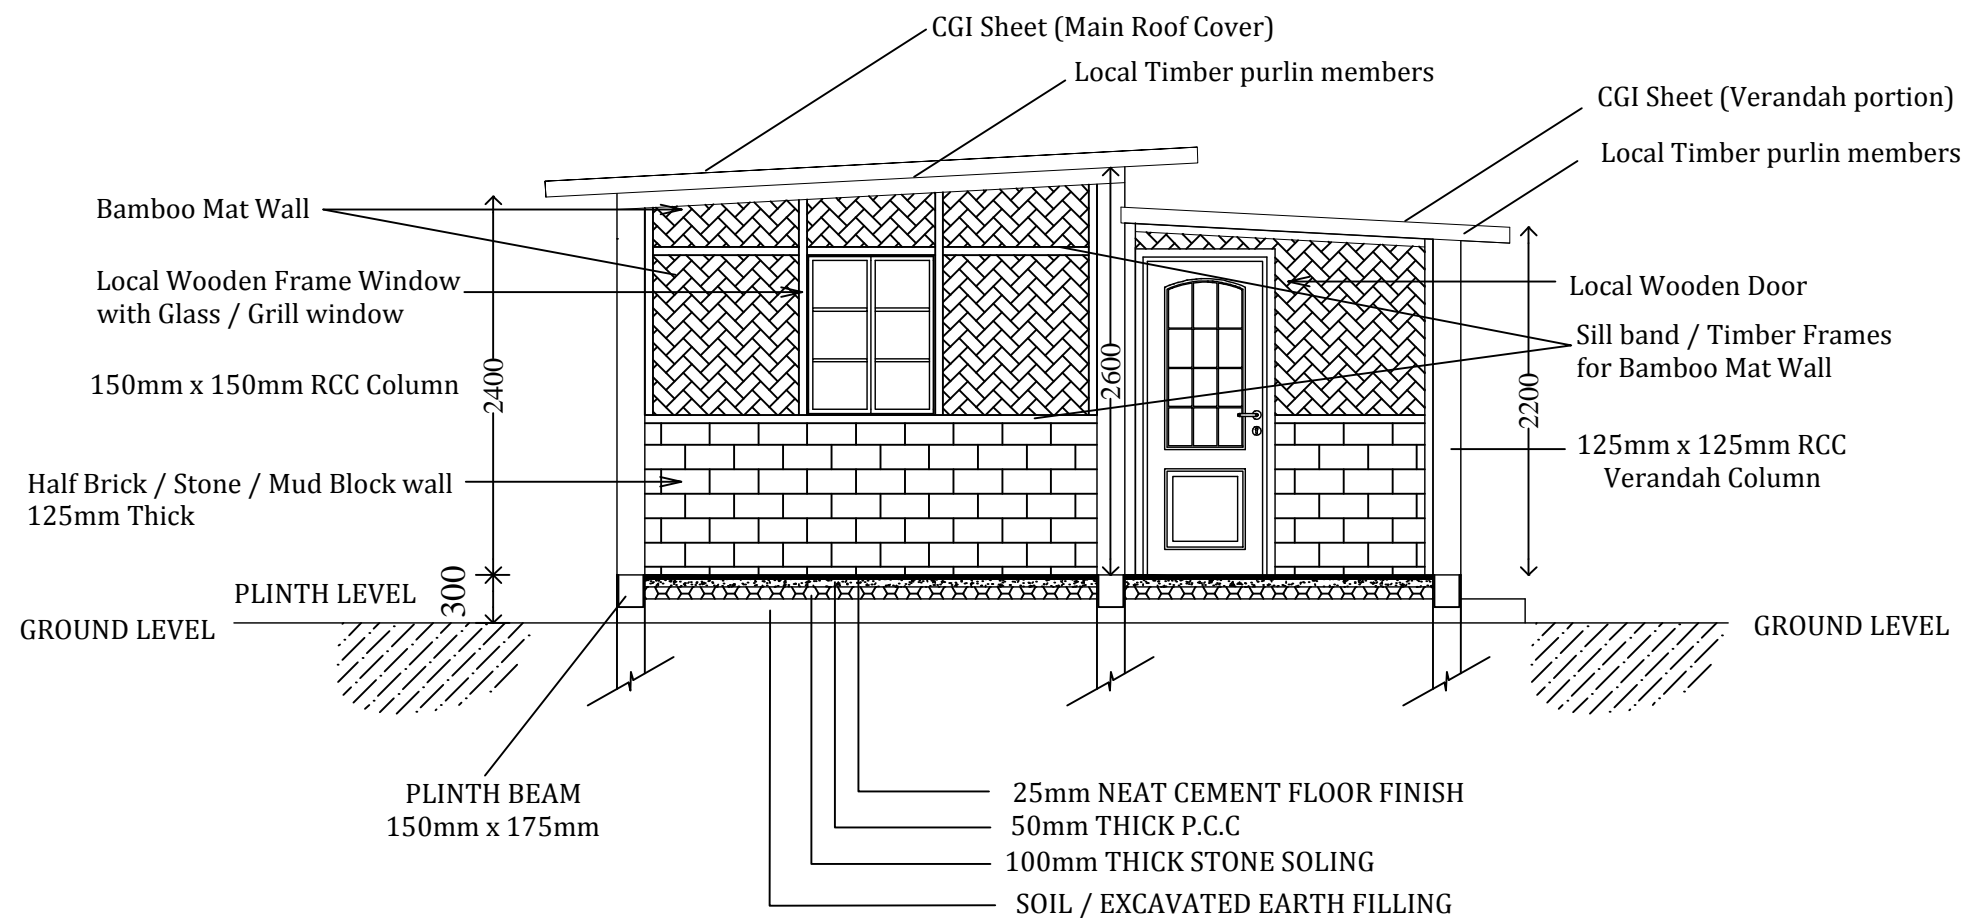 CGI Sheet (Main Roof Cover)
Local Timber purlin members
CGI Sheet (Verandah portion)
Local Timber purlin members
Bamboo Mat Wall
Local Wooden Frame Window
with Glass / Grill window
Local Wooden Door
Sill band / Timber Frames
for Bamboo Mat Wall
150mm x 150mm RCC Column
2400
2600
2200
125mm x 125mm RCC
Verandah Column
Half Brick / Stone / Mud Block wall
125mm Thick
300
PLINTH LEVEL
GROUND LEVEL
GROUND LEVEL
PLINTH BEAM
150mm x 175mm
25mm NEAT CEMENT FLOOR FINISH
50mm THICK P.C.C
100mm THICK STONE SOLING
SOIL / EXCAVATED EARTH FILLING